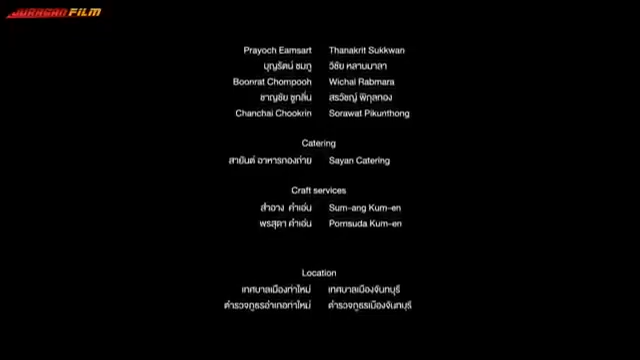 JURAGAN FILM
Prayoch Eamsart Thanakrit Sukkwan
บุญรัตน์ ชมภู วิชัย หลาบมาลา
Boonrat Chompooh Wichai Rabmara
ชาญชัย ชูกลิ่น สรวัชญ์ พิกุลทอง
Chanchai Chookrin Sorawat Pikunthong
Catering
สายันต์ อาหารกองถ่าย Sayan Catering
Craft services
สำอาง คำเอ่น Sum-ang Kum-en
พรสุดา คำเอ่น Pornsuda Kum-en
Location
เทศบาลเมืองท่าใหม่ เทศบาลเมืองจันทบุรี
ตำรวจภูธรอำเภอท่าใหม่ ตำรวจภูธรเมืองจันทบุรี